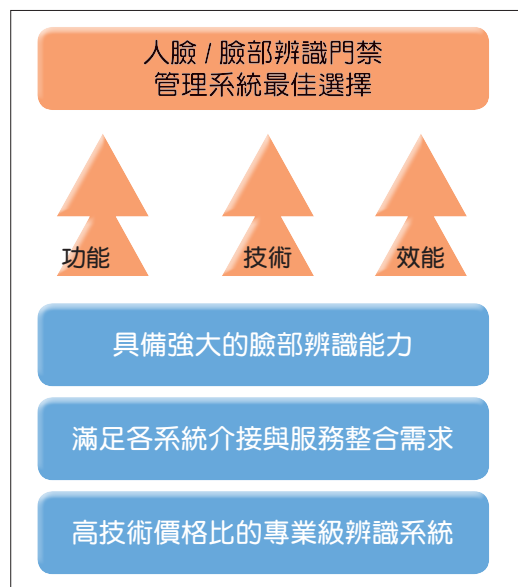 人臉 / 臉部辨識門禁
管理系統最佳選擇
功能
技術
效能
具備強大的臉部辨識能力
滿足各系統介接與服務整合需求
高技術價格比的專業級辨識系統